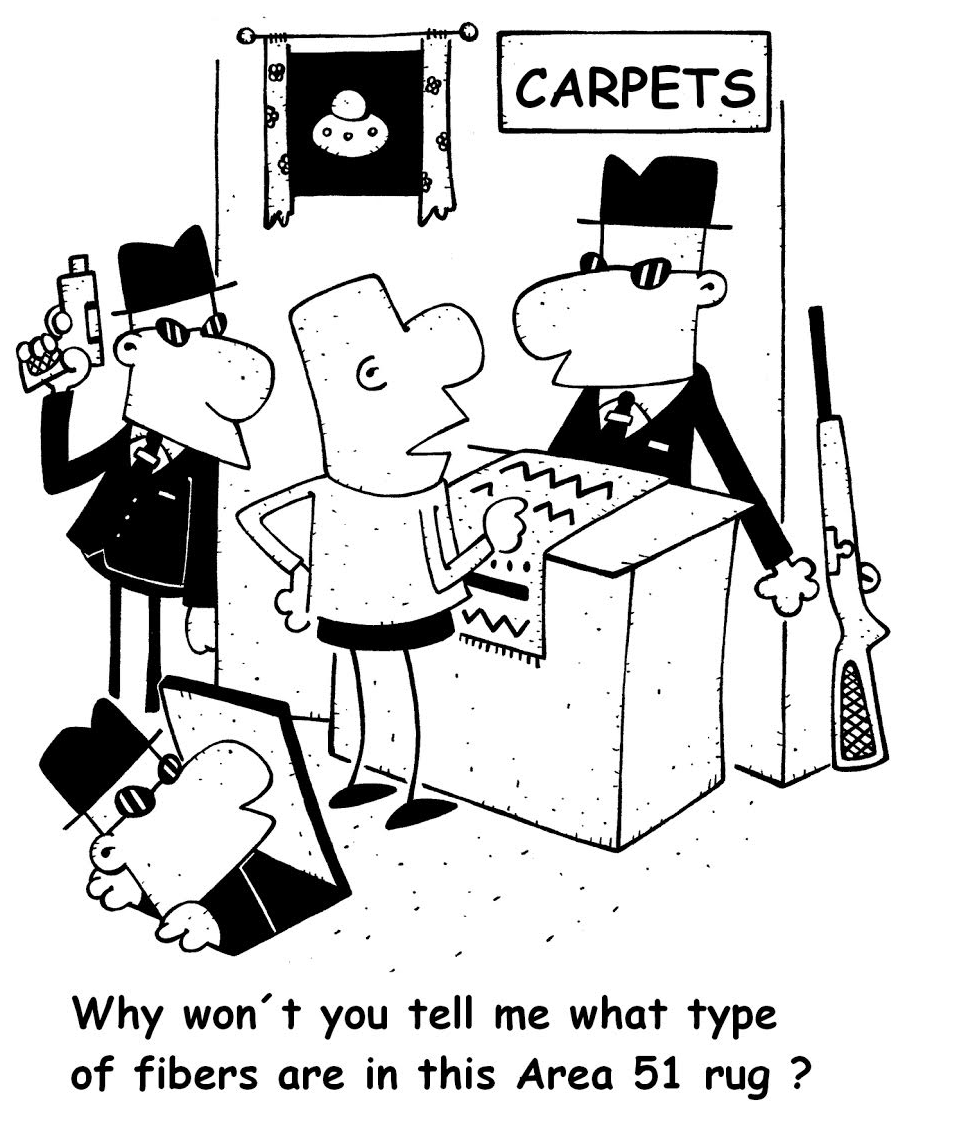 CARPETS
Why won´t you tell me what type
of fibers are in this Area 51 rug ?